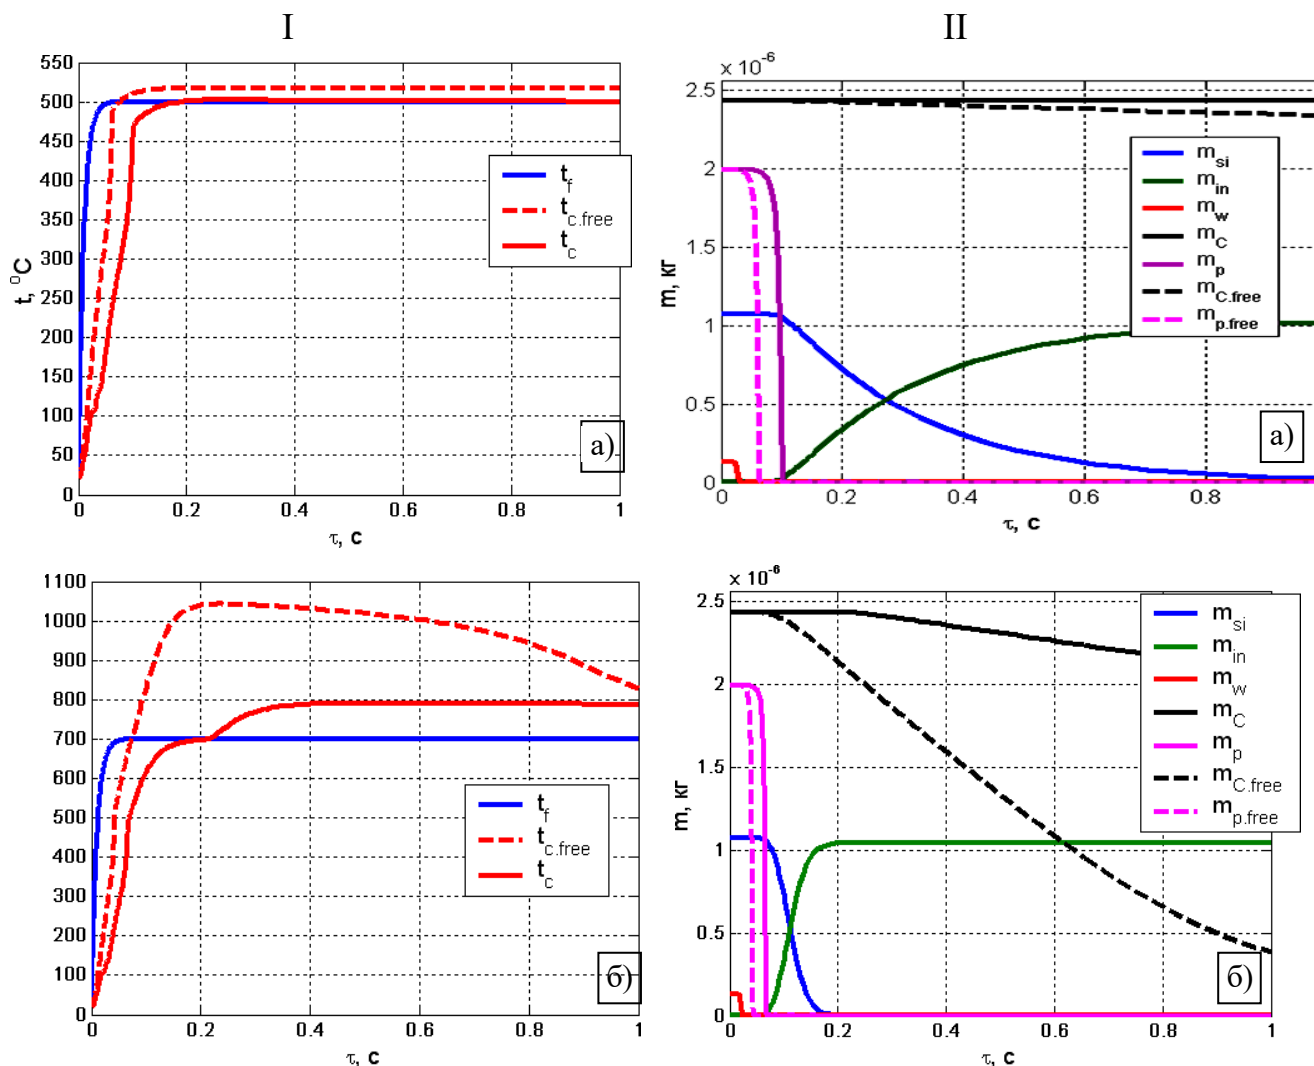 I
II
550
500
450
400
350
300
250
200
150
100
50
0
t, °C
t_f
t_c.free
t_c
а)
0 0.2 0.4 0.6 0.8 1
τ, с
× 10⁻⁶
2.5
2
1.5
1
0.5
0
m, кг
m_si
m_in
m_w
m_C
m_p
m_C.free
m_p.free
а)
0 0.2 0.4 0.6 0.8
τ, с
1100
1000
900
800
700
600
500
400
300
200
100
0
t_f
t_c.free
t_c
б)
0 0.2 0.4 0.6 0.8 1
τ, с
× 10⁻⁶
2.5
2
1.5
1
0.5
0
m, кг
m_si
m_in
m_w
m_C
m_p
m_C.free
m_p.free
б)
0 0.2 0.4 0.6 0.8 1
τ, с